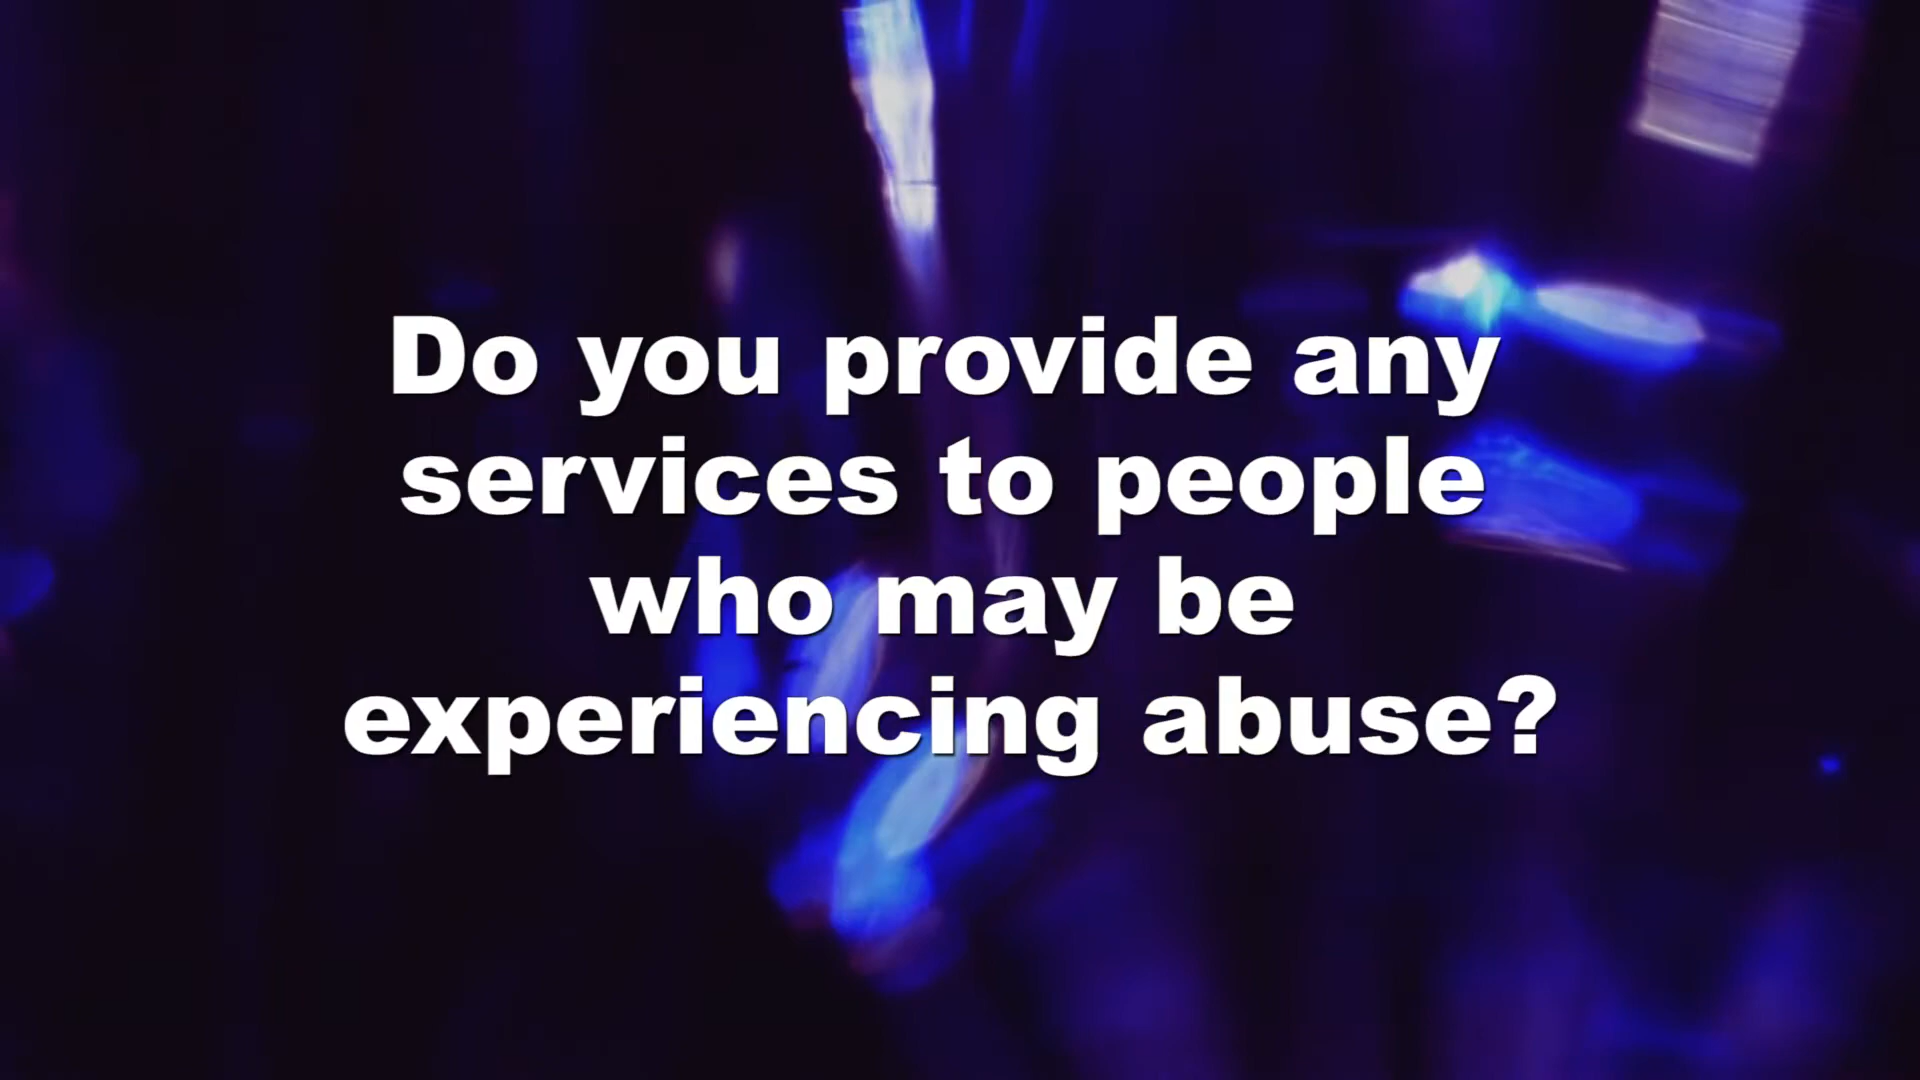 Do you provide any
services to people
who may be
experiencing abuse?